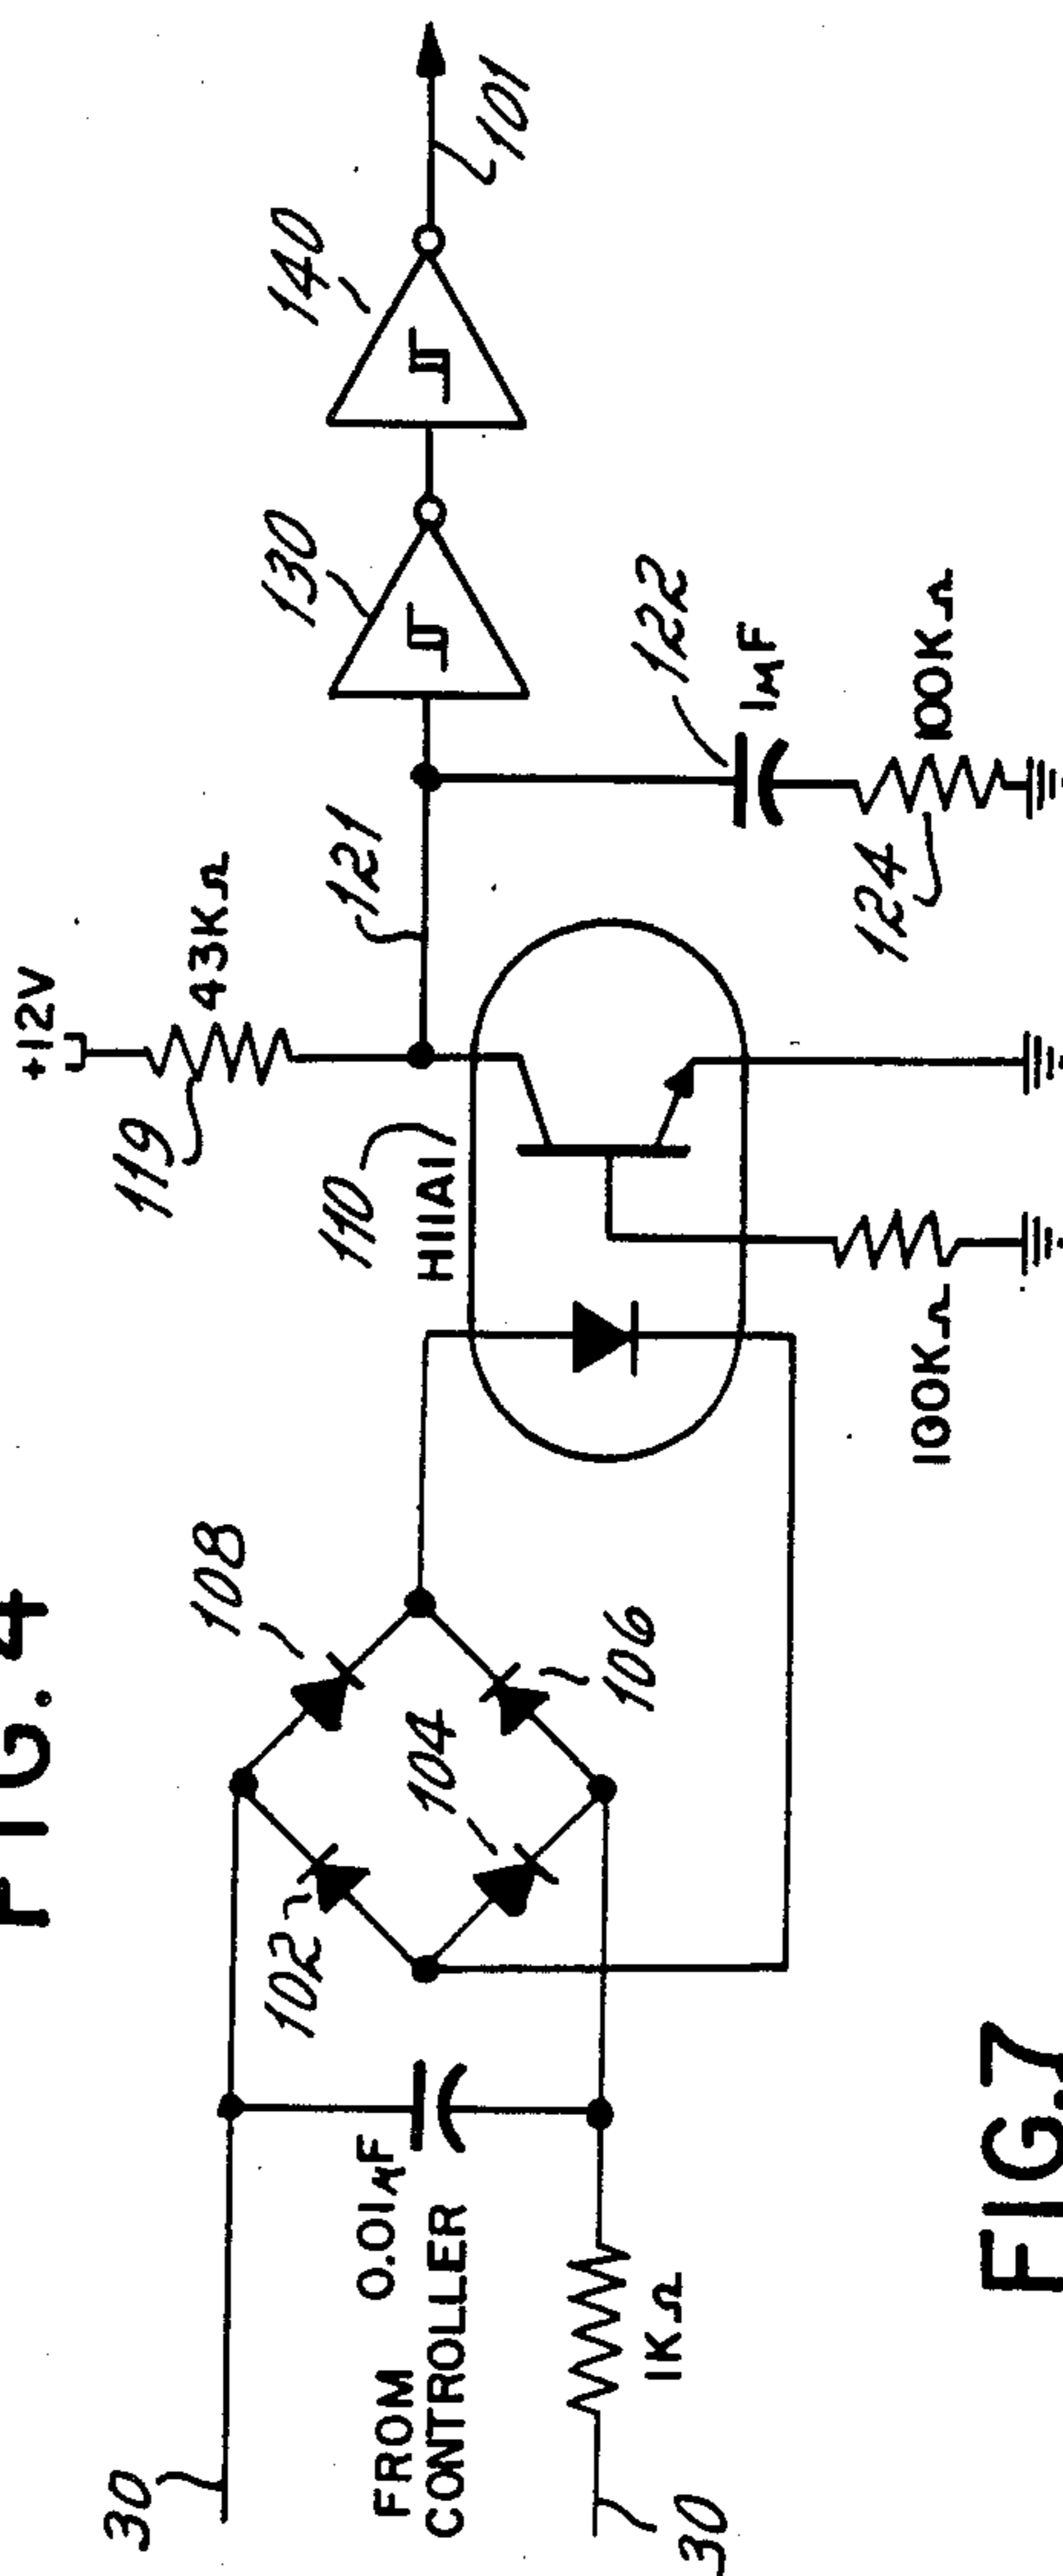 FIG. 4
+12V
119
43KΩ
30
108
102
110
H11A1
121
130
140
101
FROM
CONTROLLER
0.01μF
104
106
122
1μF
30
1KΩ
100KΩ
124
100KΩ
FIG.7